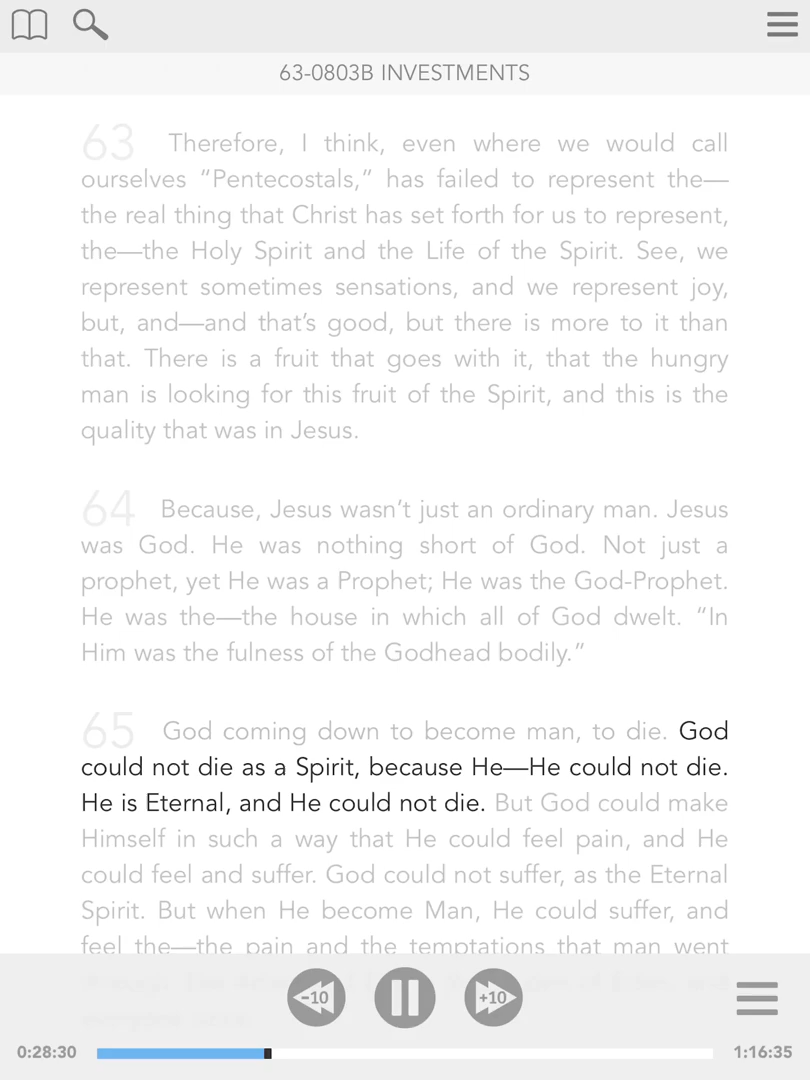 63-0803B INVESTMENTS
63 Therefore, I think, even where we would call
ourselves “Pentecostals,” has failed to represent the—
the real thing that Christ has set forth for us to represent,
the—the Holy Spirit and the Life of the Spirit. See, we
represent sometimes sensations, and we represent joy,
but, and—and that’s good, but there is more to it than
that. There is a fruit that goes with it, that the hungry
man is looking for this fruit of the Spirit, and this is the
quality that was in Jesus.
64 Because, Jesus wasn’t just an ordinary man. Jesus
was God. He was nothing short of God. Not just a
prophet, yet He was a Prophet; He was the God-Prophet.
He was the—the house in which all of God dwelt. “In
Him was the fulness of the Godhead bodily.”
65 God coming down to become man, to die. God
could not die as a Spirit, because He—He could not die.
He is Eternal, and He could not die. But God could make
Himself in such a way that He could feel pain, and He
could feel and suffer. God could not suffer, as the Eternal
Spirit. But when He become Man, He could suffer, and
feel the—the pain and the temptations that man went
-10 +10
0:28:30 1:16:35